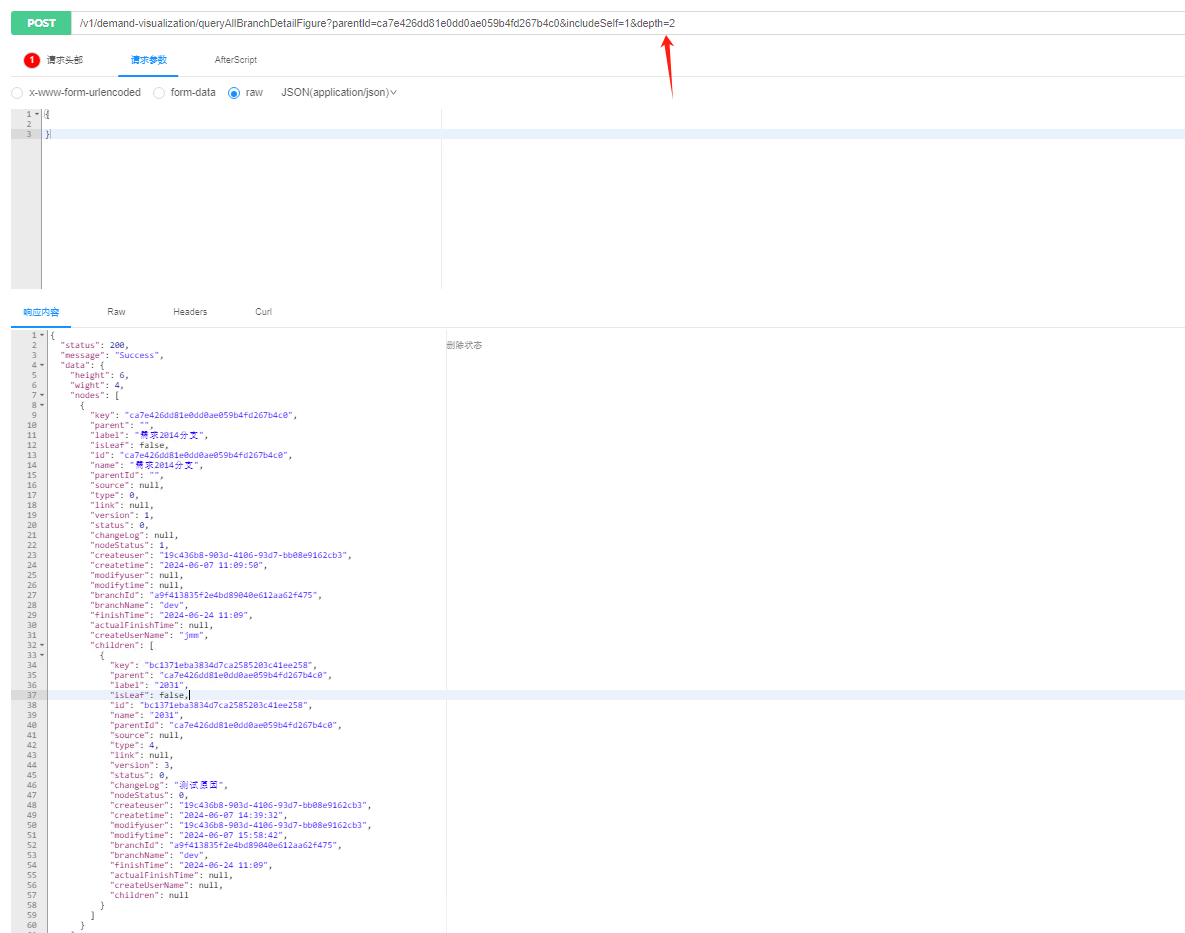 POST /v1/demand-visualization/queryAllBranchDetailFigure?parentId=ca7e426dd81e0dd0ae059b4fd267b4c0&includeSelf=1&depth=2
1 请求头部 请求参数 AfterScript
x-www-form-urlencoded form-data raw JSON(application/json)
1 {
2
3 }
响应内容 Raw Headers Curl
1 {
2 "status": 200, 删除状态
3 "message": "Success",
4 "data": {
5 "height": 6,
6 "wight": 4,
7 "nodes": [
8 {
9 "key": "ca7e426dd81e0dd0ae059b4fd267b4c0",
10 "parent": "",
11 "label": "需求2014分支",
12 "isLeaf": false,
13 "id": "ca7e426dd81e0dd0ae059b4fd267b4c0",
14 "name": "需求2014分支",
15 "parentId": "",
16 "source": null,
17 "type": 0,
18 "link": null,
19 "version": 1,
20 "status": 0,
21 "changeLog": null,
22 "nodeStatus": 1,
23 "createuser": "19c436b8-903d-4106-93d7-bb08e9162cb3",
24 "createtime": "2024-06-07 11:09:50",
25 "modifyuser": null,
26 "modifytime": null,
27 "branchId": "a9f413835f2e4bd89040e612aa62f475",
28 "branchName": "dev",
29 "finishTime": "2024-06-24 11:09",
30 "actualFinishTime": null,
31 "createUserName": "jmm",
32 "children": [
33 {
34 "key": "bc1371eba3834d7ca2585203c41ee258",
35 "parent": "ca7e426dd81e0dd0ae059b4fd267b4c0",
36 "label": "2031",
37 "isLeaf": false,
38 "id": "bc1371eba3834d7ca2585203c41ee258",
39 "name": "2031",
40 "parentId": "ca7e426dd81e0dd0ae059b4fd267b4c0",
41 "source": null,
42 "type": 4,
43 "link": null,
44 "version": 3,
45 "status": 0,
46 "changeLog": "测试原因",
47 "nodeStatus": 0,
48 "createuser": "19c436b8-903d-4106-93d7-bb08e9162cb3",
49 "createtime": "2024-06-07 14:39:32",
50 "modifyuser": "19c436b8-903d-4106-93d7-bb08e9162cb3",
51 "modifytime": "2024-06-07 15:58:42",
52 "branchId": "a9f413835f2e4bd89040e612aa62f475",
53 "branchName": "dev",
54 "finishTime": "2024-06-24 11:09",
55 "actualFinishTime": null,
56 "createUserName": null,
57 "children": null
58 }
59 ]
60 }